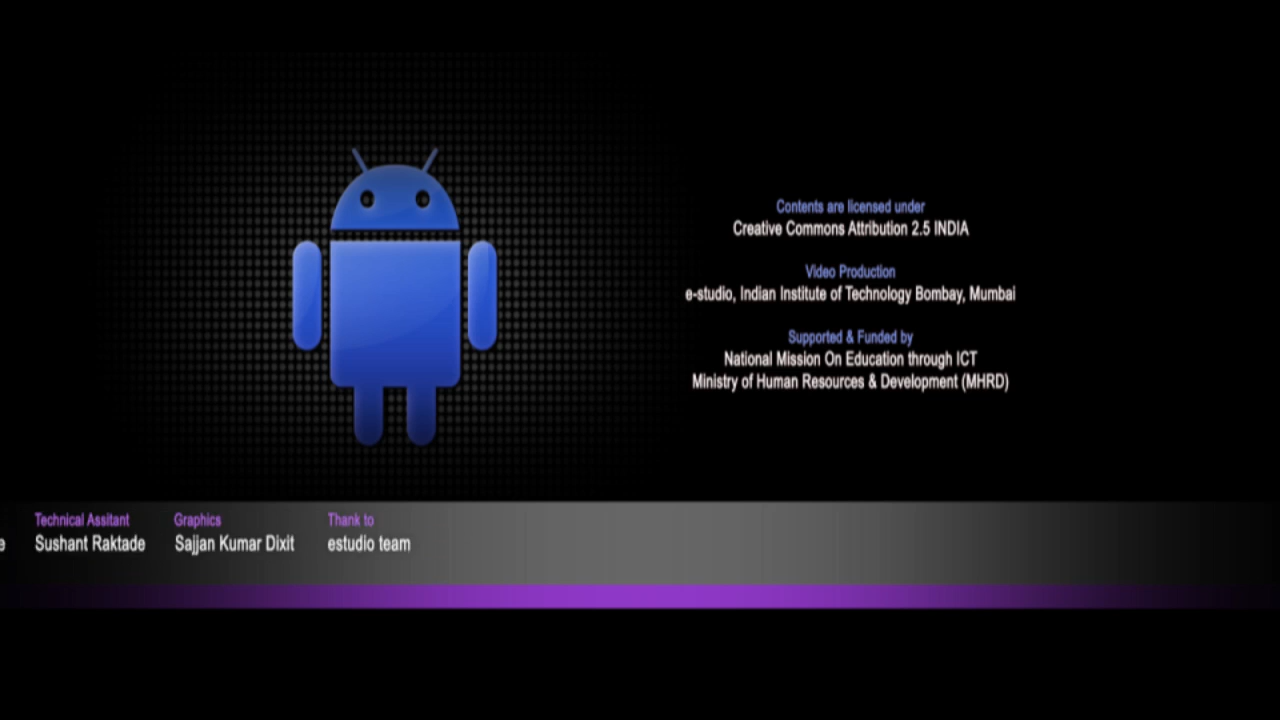 Contents are licensed under
Creative Commons Attribution 2.5 INDIA
Video Production
e-studio, Indian Institute of Technology Bombay, Mumbai
Supported & Funded by
National Mission On Education through ICT
Ministry of Human Resources & Development (MHRD)
Technical Assitant
Sushant Raktade
Graphics
Sajjan Kumar Dixit
Thank to
estudio team